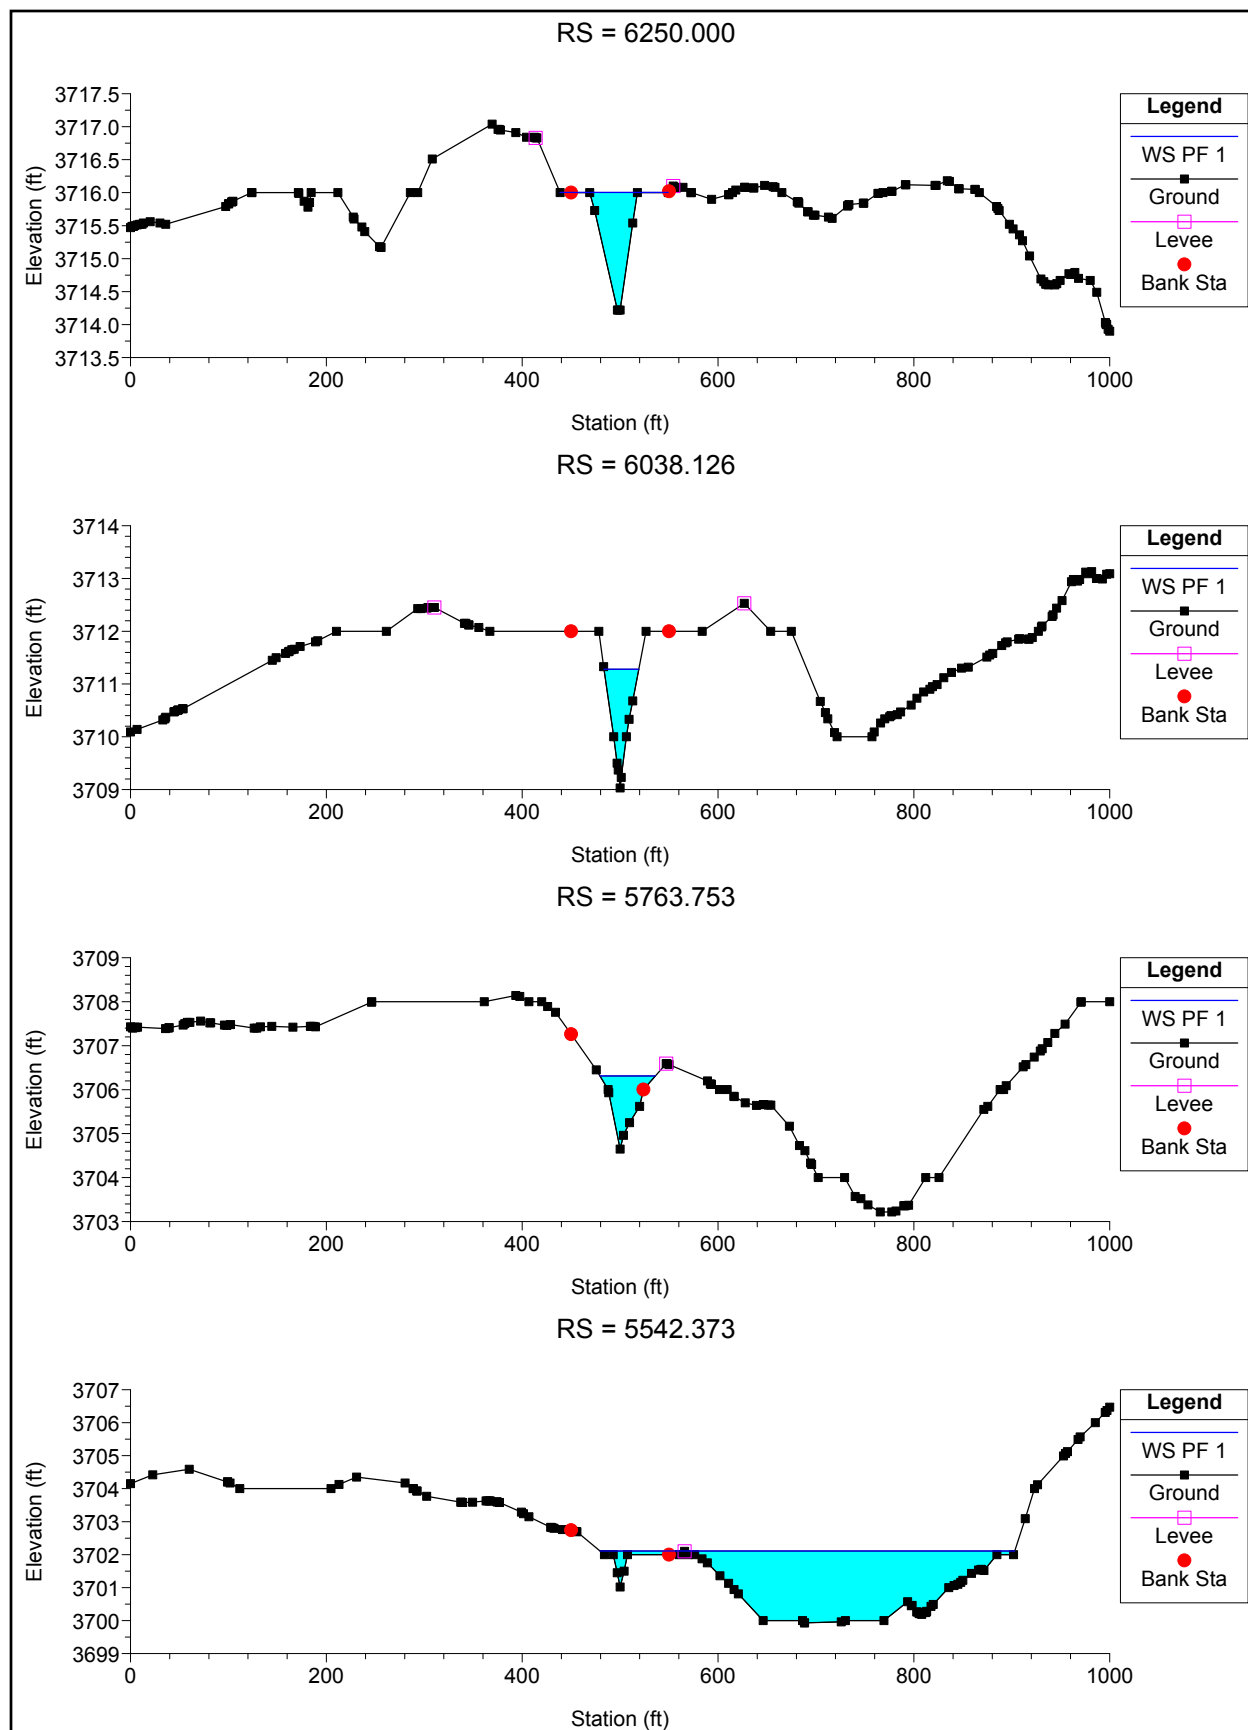 RS = 6250.000
Elevation (ft)
3717.5
3717.0
3716.5
3716.0
3715.5
3715.0
3714.5
3714.0
3713.5
0 200 400 600 800 1000
Station (ft)
Legend
WS PF 1
Ground
Levee
Bank Sta
RS = 6038.126
Elevation (ft)
3714
3713
3712
3711
3710
3709
0 200 400 600 800 1000
Station (ft)
Legend
WS PF 1
Ground
Levee
Bank Sta
RS = 5763.753
Elevation (ft)
3709
3708
3707
3706
3705
3704
3703
0 200 400 600 800 1000
Station (ft)
Legend
WS PF 1
Ground
Levee
Bank Sta
RS = 5542.373
Elevation (ft)
3707
3706
3705
3704
3703
3702
3701
3700
3699
0 200 400 600 800 1000
Station (ft)
Legend
WS PF 1
Ground
Levee
Bank Sta